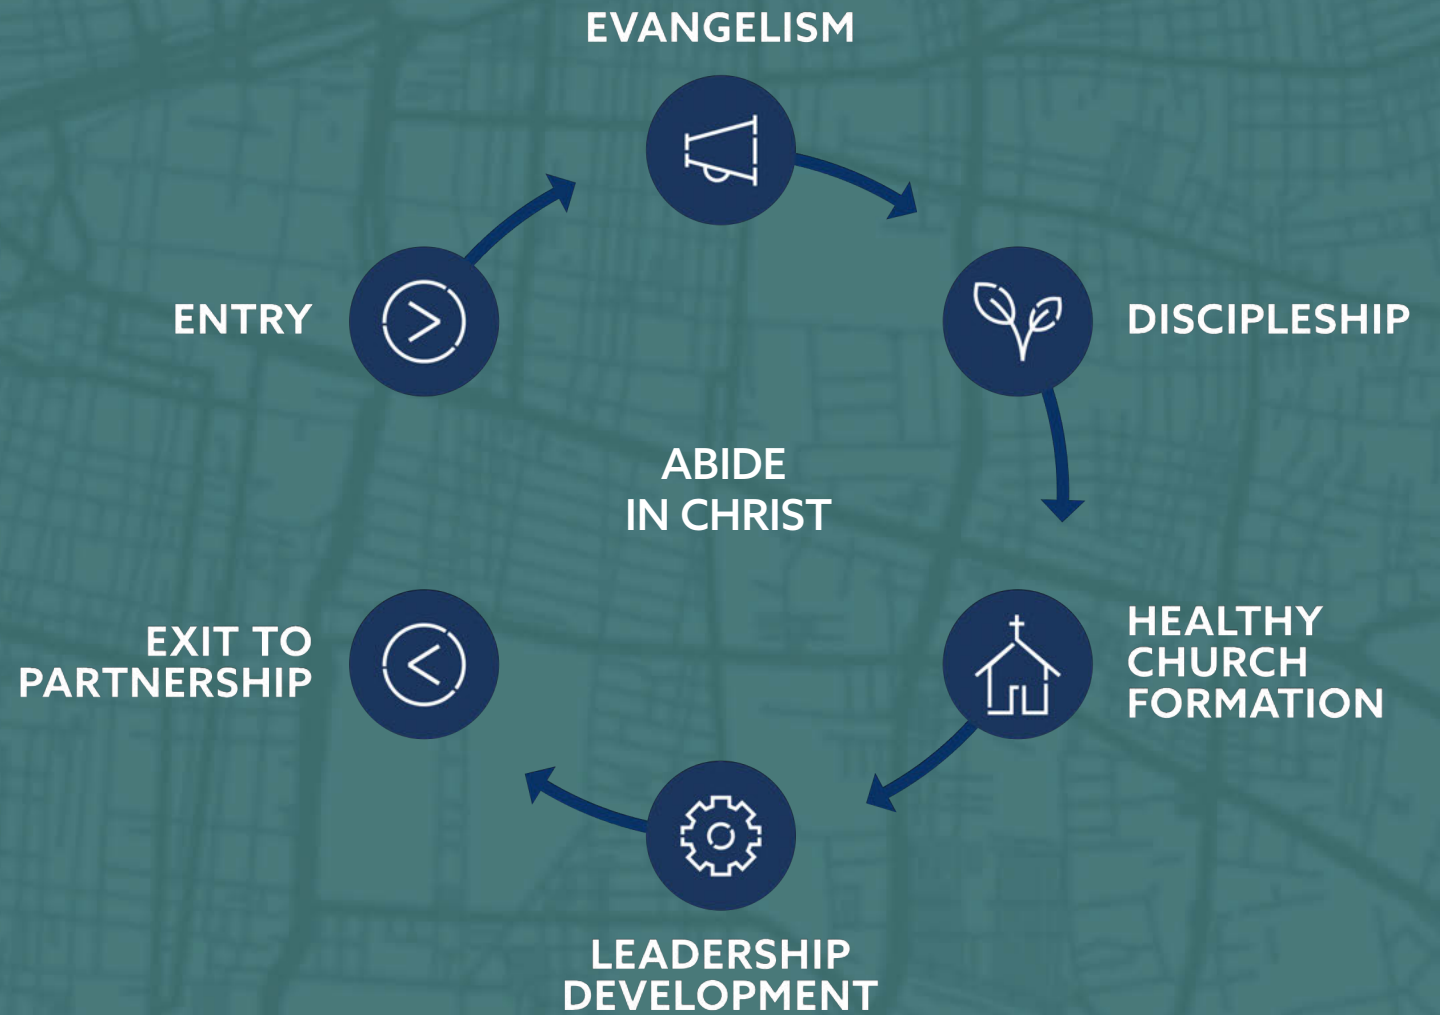 EVANGELISM
ENTRY
DISCIPLESHIP
ABIDE
IN CHRIST
EXIT TO
PARTNERSHIP
HEALTHY
CHURCH
FORMATION
LEADERSHIP
DEVELOPMENT